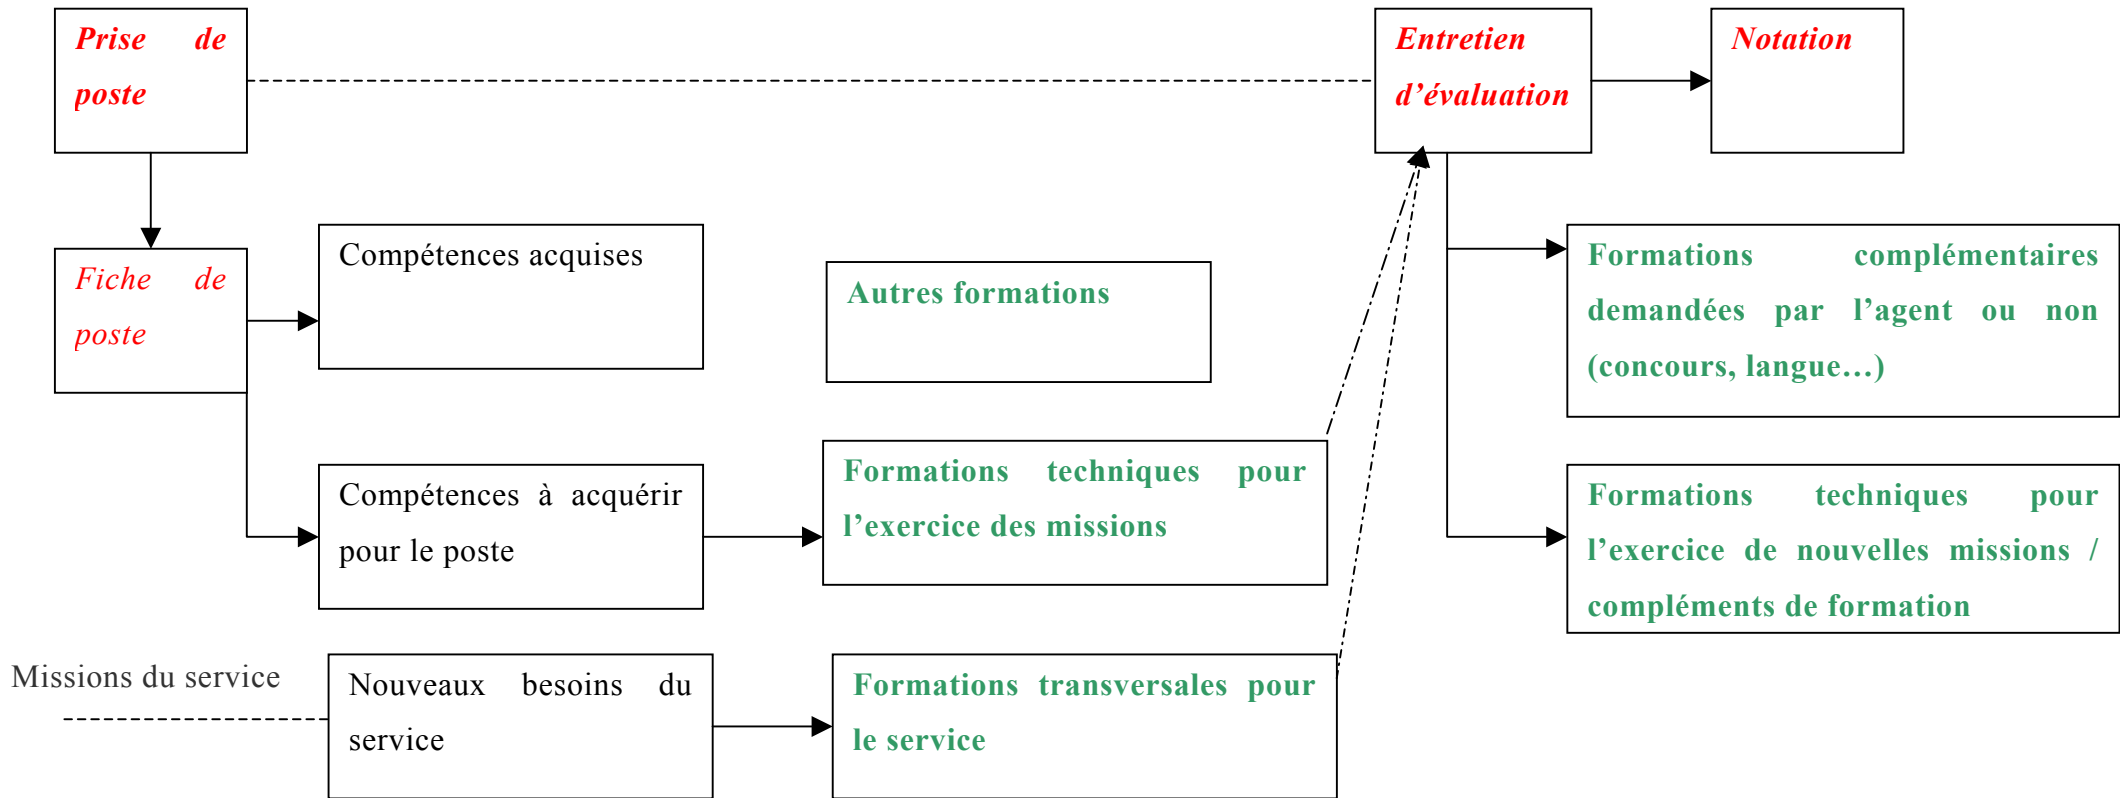 Prise de
poste
Entretien
d’évaluation
Notation
Fiche de
poste
Compétences acquises
Autres formations
Formations complémentaires
demandées par l’agent ou non
(concours, langue…)
Compétences à acquérir
pour le poste
Formations techniques pour
l’exercice des missions
Formations techniques pour
l’exercice de nouvelles missions /
compléments de formation
Missions du service
Nouveaux besoins du
service
Formations transversales pour
le service